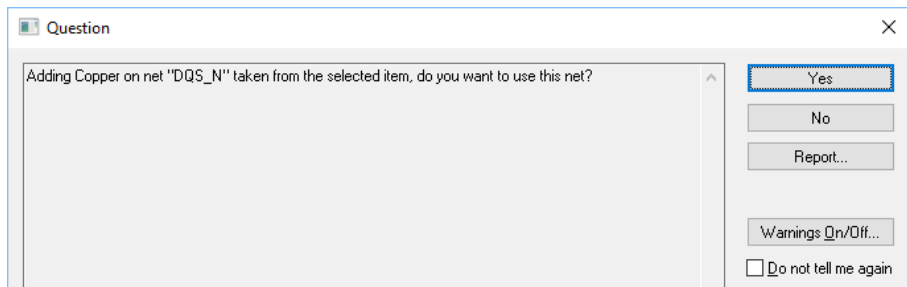 Question
Adding Copper on net "DQS_N" taken from the selected item, do you want to use this net?
Yes
No
Report...
Warnings On/Off...
Do not tell me again